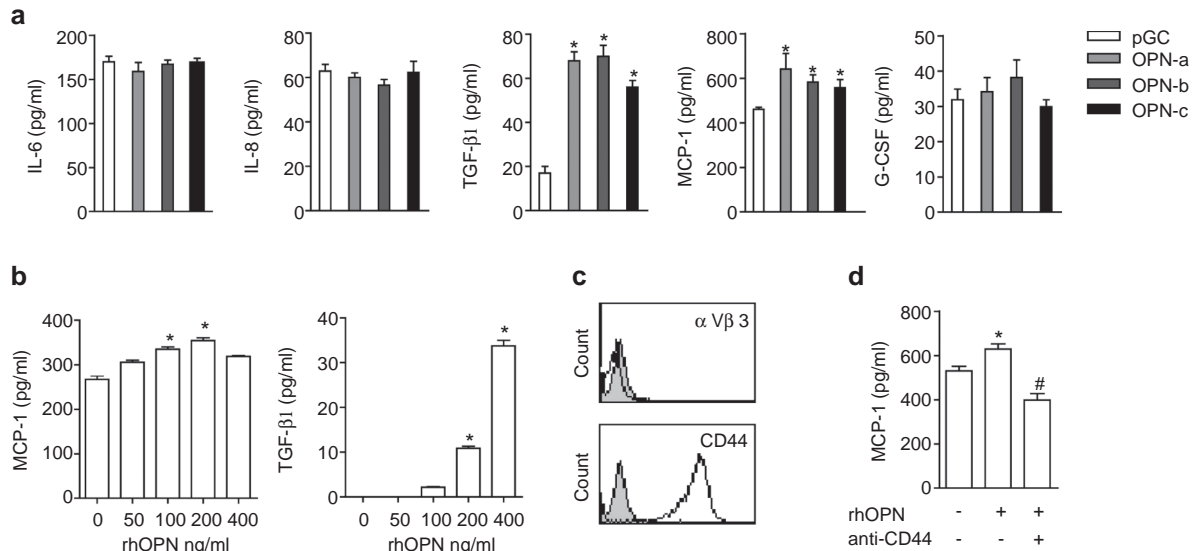 a
IL-6 (pg/ml)
200
150
100
50
0
IL-8 (pg/ml)
80
60
40
20
0
TGF-β1 (pg/ml)
80
60
40
20
0
* * *
MCP-1 (pg/ml)
800
600
400
200
0
* * *
G-CSF (pg/ml)
50
40
30
20
10
0
pGC
OPN-a
OPN-b
OPN-c
b
MCP-1 (pg/ml)
400
300
300
100
0
* *
0 50 100 200 400
rhOPN ng/ml
TGF-β1 (pg/ml)
40
30
20
10
0
* *
0 50 100 200 400
rhOPN ng/ml
c
Count
α Vβ 3
Count
CD44
d
MCP-1 (pg/ml)
800
600
400
800
0
* #
rhOPN - + +
anti-CD44 - - +